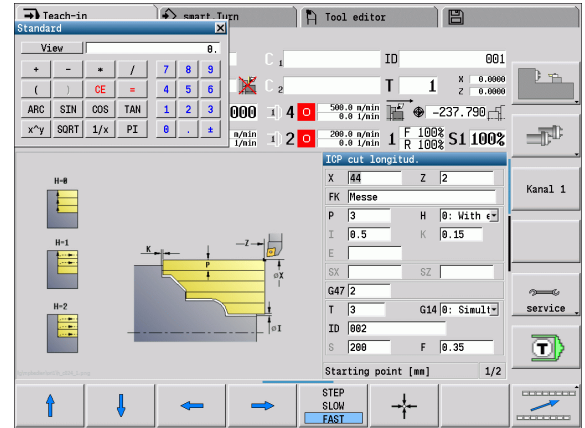 Teach-in
smart Turn
Tool editor
Standard
View
0.
+ - * / 7 8 9
( ) CE = 4 5 6
ARC SIN COS TAN 1 2 3
x^y SQRT 1/x PI 0 . ±
C 1
ID 001
C 2
T 1
X 0.0000
Z 0.0000
000
4
500.0 m/min
0.0 1/min
-237.790
m/min
1/min
2
200.0 m/min
0.0 1/min
1
F 100%
R 100%
S1 100%
ICP cut longitud.
X 44 Z 2
FK Messe
P 3 H 0: With e
I 0.5 K 0.15
E
SX SZ
G47 2
T 3 G14 0: Simult
ID 002
S 200 F 0.35
Starting point [mm] 1/2
H=0
H=1
H=2
K
P
Z
øX
øI
Kanal 1
service
T
STEP
SLOW
FAST